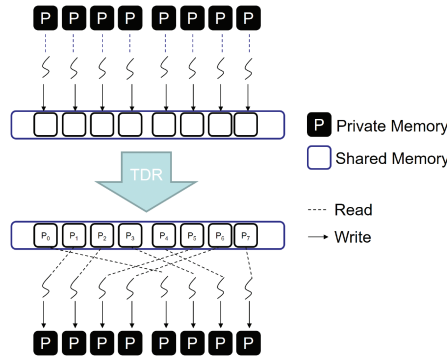 P P P P P P P P
P Private Memory
Shared Memory
TDR
Read
Write
P₀ P₁ P₂ P₃ P₄ P₅ P₆ P₇
P P P P P P P P